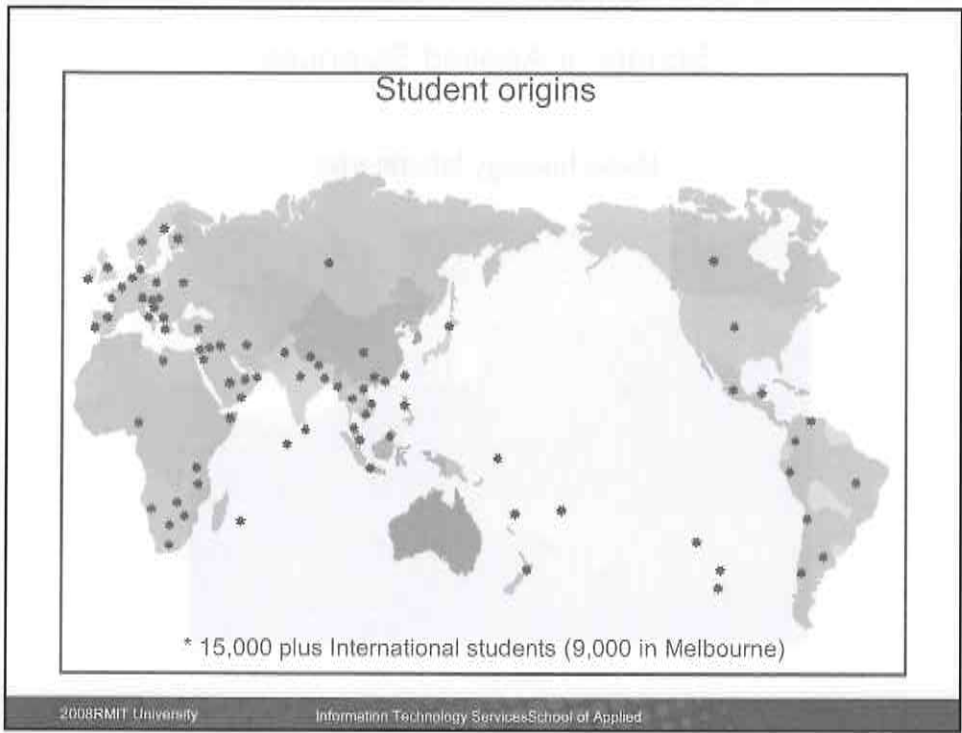 Student origins
* 15,000 plus International students (9,000 in Melbourne)
2008RMIT University Information Technology ServicesSchool of Applied